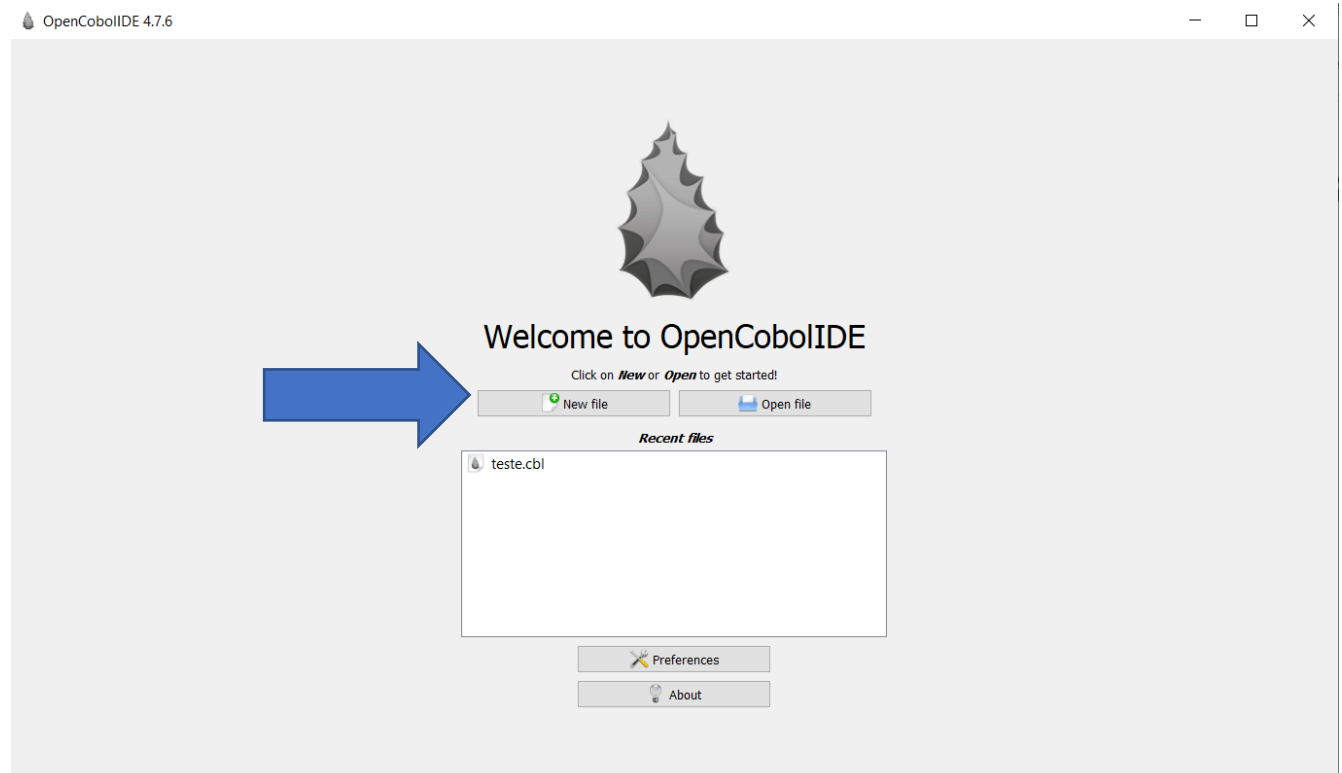 OpenCobolIDE 4.7.6
Welcome to OpenCobolIDE
Click on New or Open to get started!
New file Open file
Recent files
teste.cbl
Preferences
About